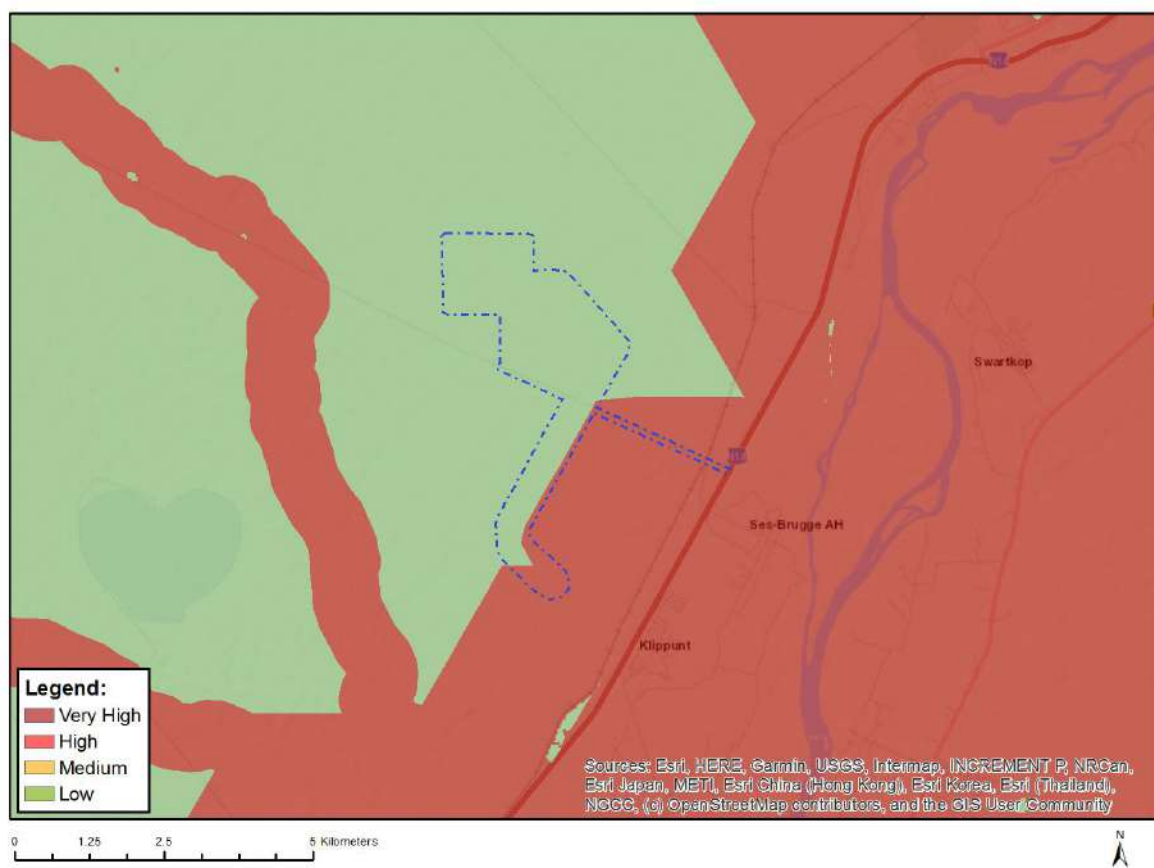 N14
Swartkop
N14
Ses-Brugge AH
Klippunt
Legend:
Very High
High
Medium
Low
Sources: Esri, HERE, Garmin, USGS, Intermap, INCREMENT P, NRCan,
Esri Japan, METI, Esri China (Hong Kong), Esri Korea, Esri (Thailand),
NGCC, (c) OpenStreetMap contributors, and the GIS User Community
0 1.25 2.5 5 Kilometers
N